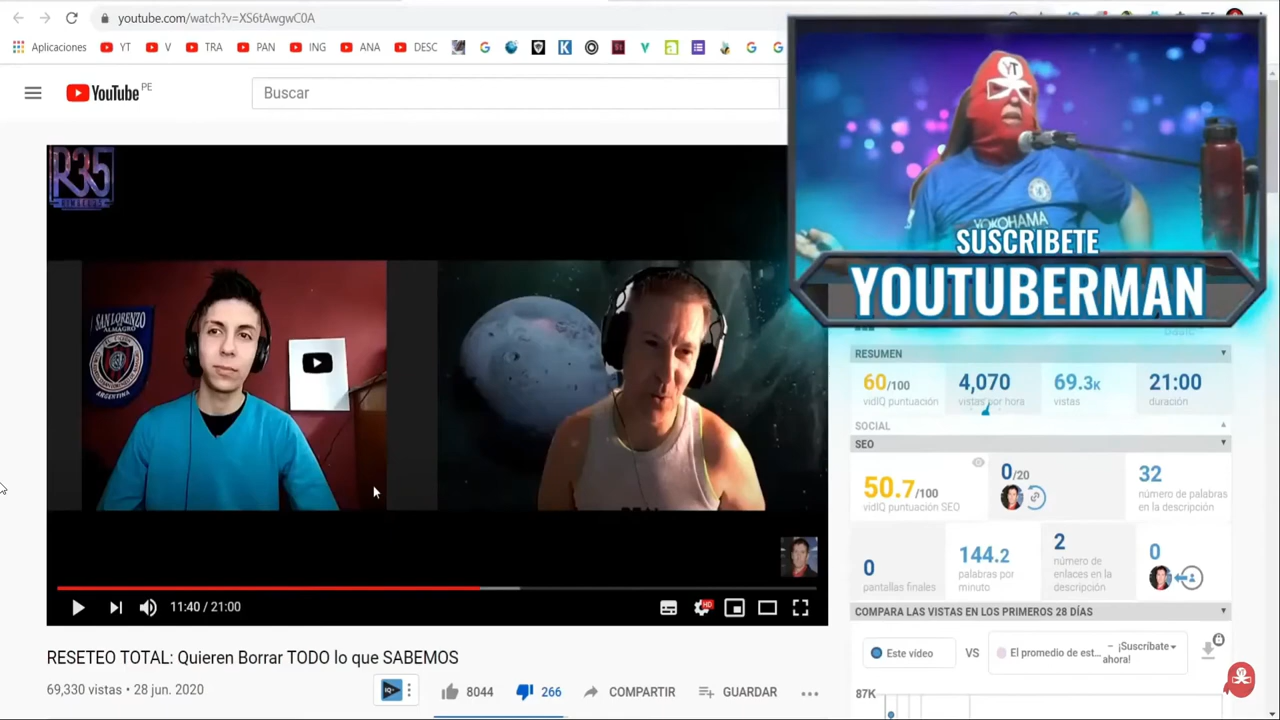 youtube.com/watch?v=XS6tAwgwC0A
Aplicaciones YT V TRA PAN ING ANA DESC
YouTube PE
Buscar
YT
YOKOHAMA
SUSCRIBETE
YOUTUBERMAN
R35
SAN LORENZO
ALMAGRO
ARGENTINA
RESUMEN
60/100
vidIQ puntuación
4,070
vistas por hora
69.3K
vistas
21:00
duración
SOCIAL
SEO
50.7/100
vidIQ puntuación SEO
0/20
32
número de palabras
en la descripción
0
pantallas finales
144.2
palabras por
minuto
2
número de
enlaces en la
descripción
0
COMPARA LAS VISTAS EN LOS PRIMEROS 28 DÍAS
Este vídeo VS El promedio de est... – ¡Suscríbate ahora!
87K
11:40 / 21:00
HD
RESETEO TOTAL: Quieren Borrar TODO lo que SABEMOS
69,330 vistas • 28 jun. 2020
IQ
8044 266 COMPARTIR GUARDAR